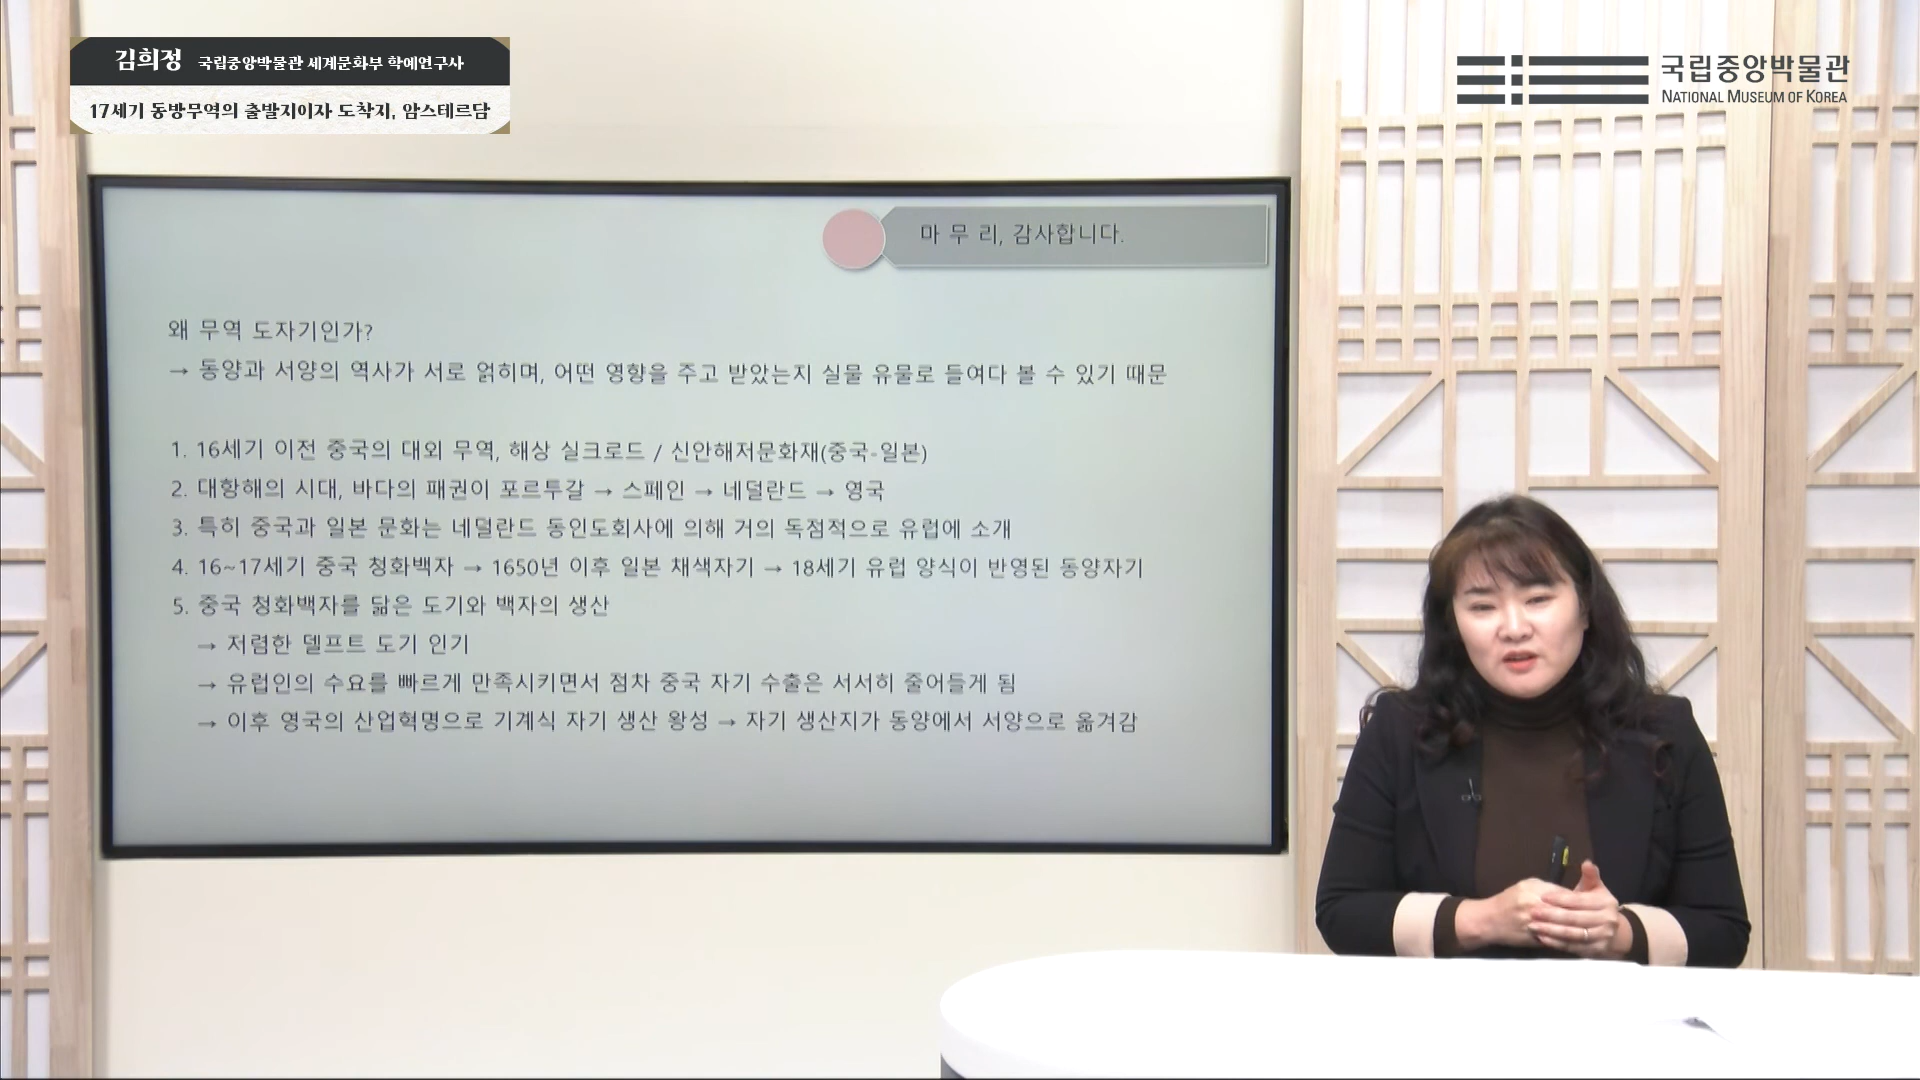 김희정 국립중앙박물관 세계문화부 학예연구사
17세기 동방무역의 출발지이자 도착지, 암스테르담
국립중앙박물관
NATIONAL MUSEUM OF KOREA
마 무 리, 감사합니다.
왜 무역 도자기인가?
→ 동양과 서양의 역사가 서로 얽히며, 어떤 영향을 주고 받았는지 실물 유물로 들여다 볼 수 있기 때문
1. 16세기 이전 중국의 대외 무역, 해상 실크로드 / 신안해저문화재(중국-일본)
2. 대항해의 시대, 바다의 패권이 포르투갈 → 스페인 → 네덜란드 → 영국
3. 특히 중국과 일본 문화는 네덜란드 동인도회사에 의해 거의 독점적으로 유럽에 소개
4. 16~17세기 중국 청화백자 → 1650년 이후 일본 채색자기 → 18세기 유럽 양식이 반영된 동양자기
5. 중국 청화백자를 닮은 도기와 백자의 생산
→ 저렴한 델프트 도기 인기
→ 유럽인의 수요를 빠르게 만족시키면서 점차 중국 자기 수출은 서서히 줄어들게 됨
→ 이후 영국의 산업혁명으로 기계식 자기 생산 왕성 → 자기 생산지가 동양에서 서양으로 옮겨감